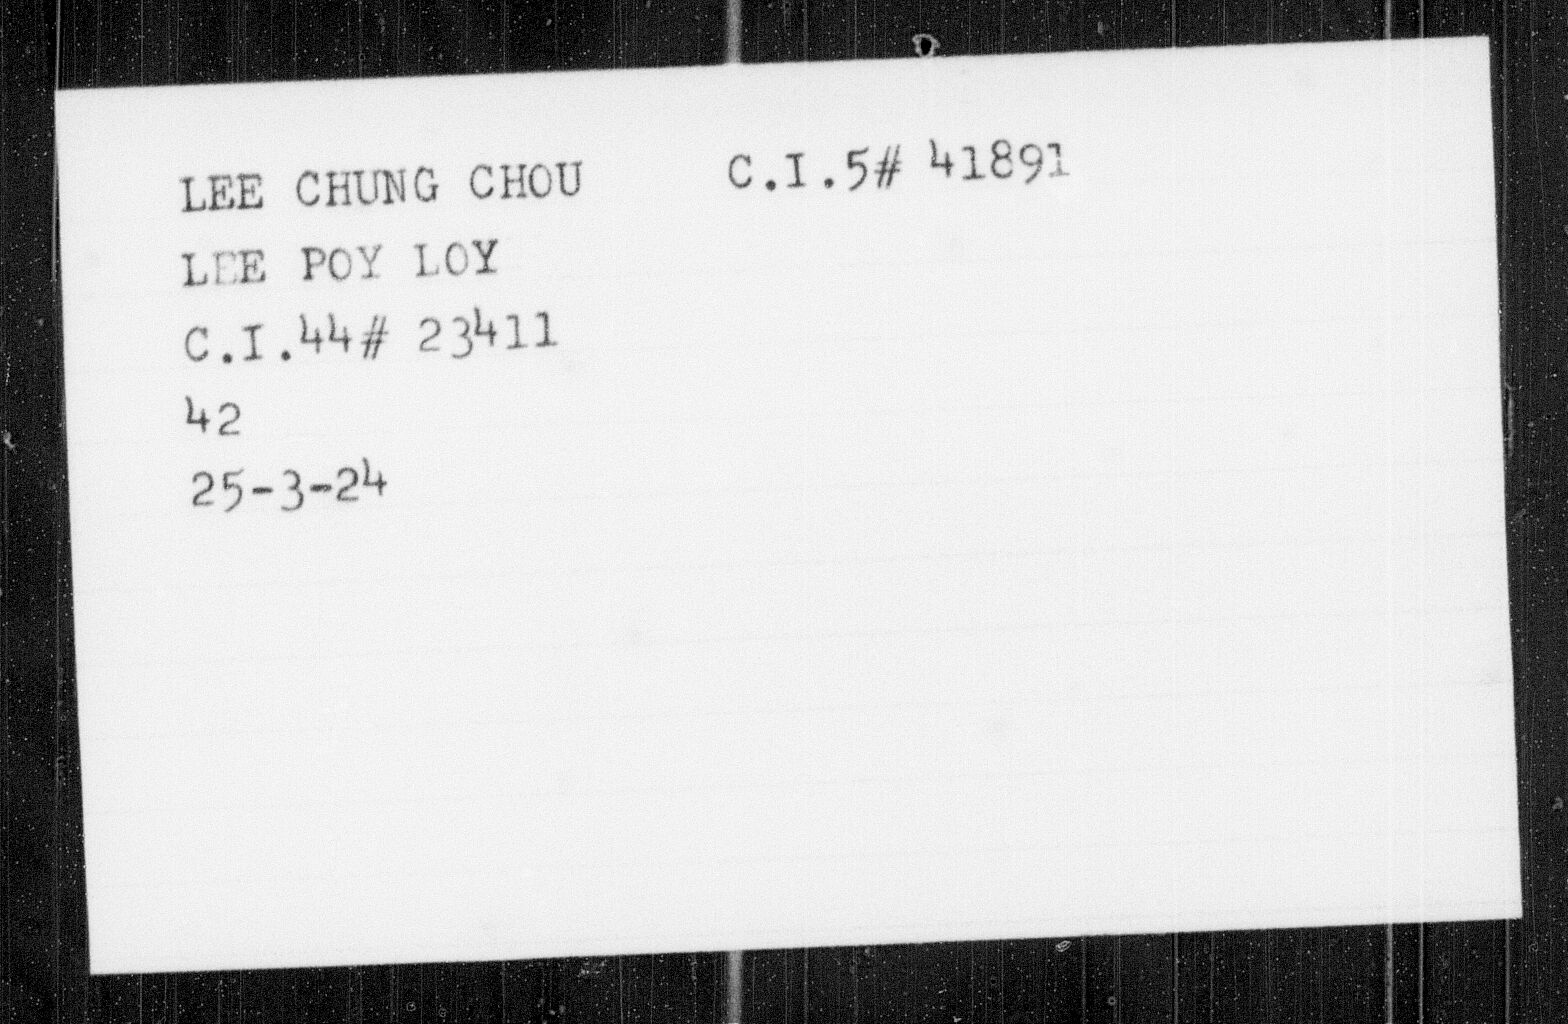 LEE CHUNG CHOU C.I.5# 41891
LEE POY LOY
C.I.44# 23411
42
25-3-24